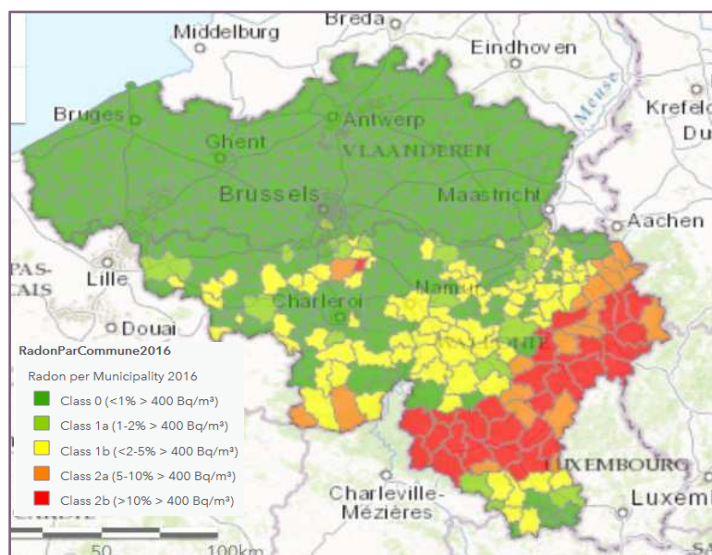 Breda
Middelburg
Eindhoven
Bruges
Antwerp
Meuse
Krefeld
Ghent
VLAANDEREN
Brussels
Maastricht
Aachen
PAS-
CAIS
Lille
Namur
Charleroi
Douai
RadonParCommune2016
Radon per Municipality 2016
Class 0 (<1% > 400 Bq/m³)
Class 1a (1-2% > 400 Bq/m³)
Class 1b (<2-5% > 400 Bq/m³)
Class 2a (5-10% > 400 Bq/m³)
Class 2b (>10% > 400 Bq/m³)
LUXEMBOURG
Charleville-
Mézières
Luxem
50
100km